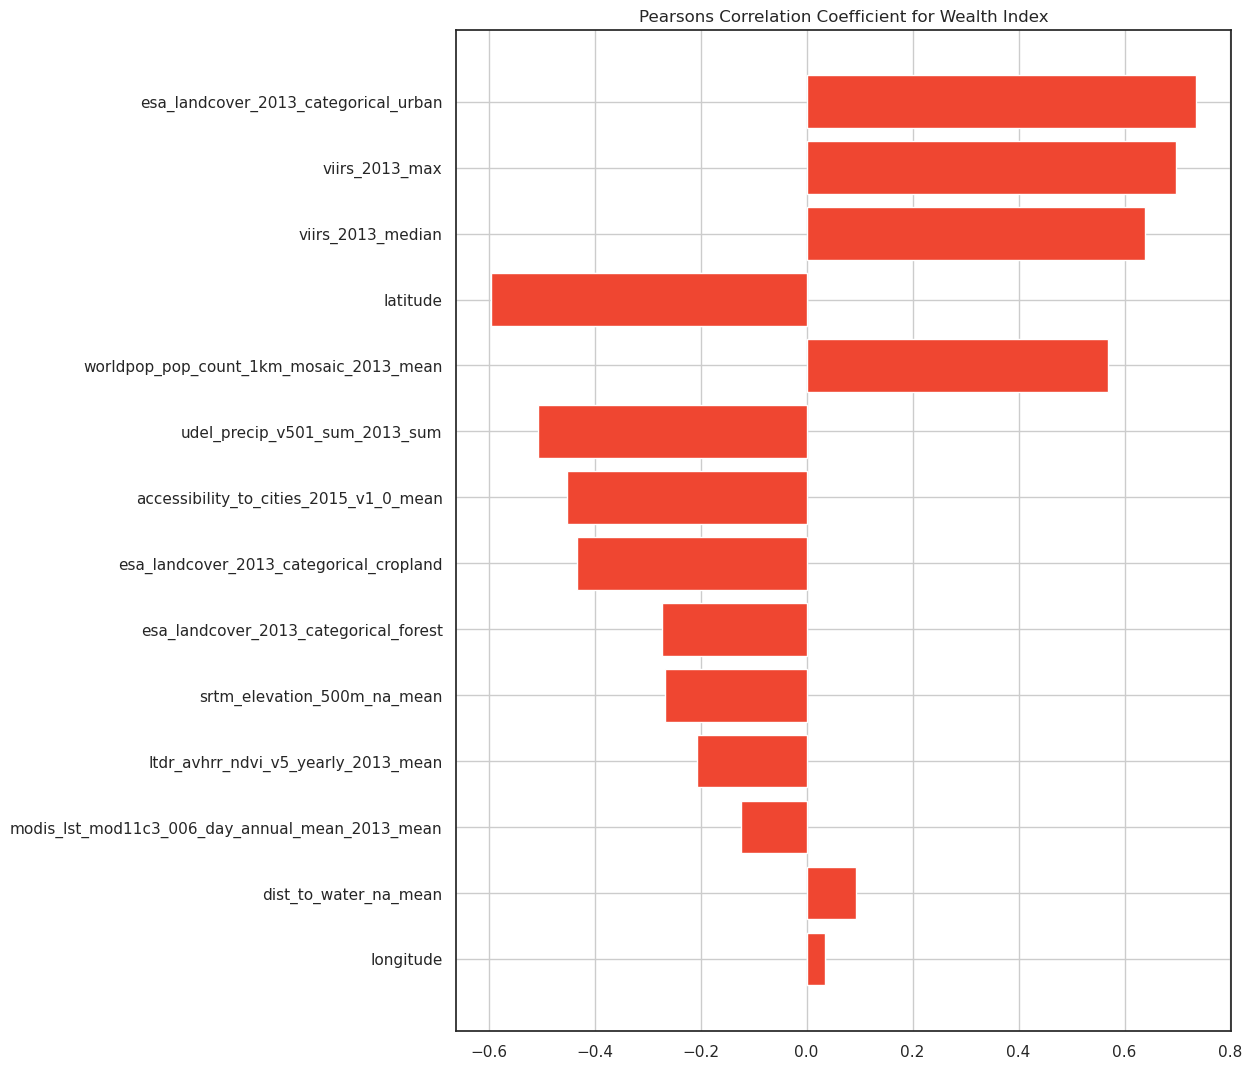 Pearsons Correlation Coefficient for Wealth Index
esa_landcover_2013_categorical_urban
viirs_2013_max
viirs_2013_median
latitude
worldpop_pop_count_1km_mosaic_2013_mean
udel_precip_v501_sum_2013_sum
accessibility_to_cities_2015_v1_0_mean
esa_landcover_2013_categorical_cropland
esa_landcover_2013_categorical_forest
srtm_elevation_500m_na_mean
ltdr_avhrr_ndvi_v5_yearly_2013_mean
modis_lst_mod11c3_006_day_annual_mean_2013_mean
dist_to_water_na_mean
longitude
−0.6 −0.4 −0.2 0.0 0.2 0.4 0.6 0.8